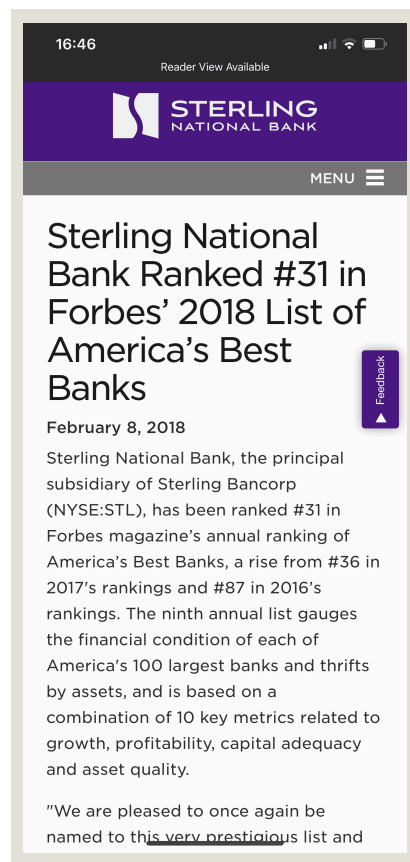 16:46
Reader View Available
STERLING
NATIONAL BANK
MENU
Sterling National
Bank Ranked #31 in
Forbes’ 2018 List of
America’s Best
Banks
Feedback
February 8, 2018
Sterling National Bank, the principal
subsidiary of Sterling Bancorp
(NYSE:STL), has been ranked #31 in
Forbes magazine’s annual ranking of
America’s Best Banks, a rise from #36 in
2017's rankings and #87 in 2016’s
rankings. The ninth annual list gauges
the financial condition of each of
America's 100 largest banks and thrifts
by assets, and is based on a
combination of 10 key metrics related to
growth, profitability, capital adequacy
and asset quality.
"We are pleased to once again be
named to this very prestigious list and